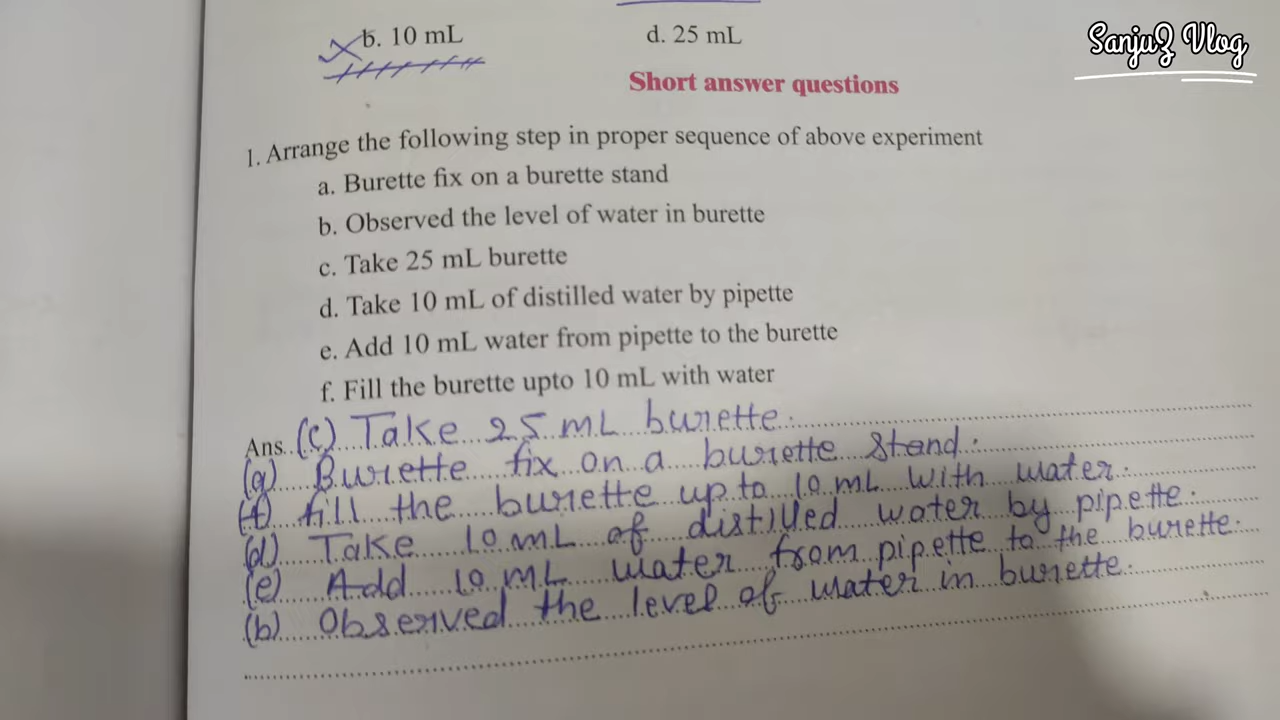 b. 10 mL
d. 25 mL
SanjuZ Vlog
Short answer questions
1. Arrange the following step in proper sequence of above experiment
a. Burette fix on a burette stand
b. Observed the level of water in burette
c. Take 25 mL burette
d. Take 10 mL of distilled water by pipette
e. Add 10 mL water from pipette to the burette
f. Fill the burette upto 10 mL with water
Ans. (c) Take 25 mL burette.
(a) Burette fix on a burette stand.
(f) fill the burette up to 10 mL with water.
(d) Take 10 mL of distilled water by pipette.
(e) Add 10 mL water from pipette to the burette.
(b) Observed the level of water in burette.